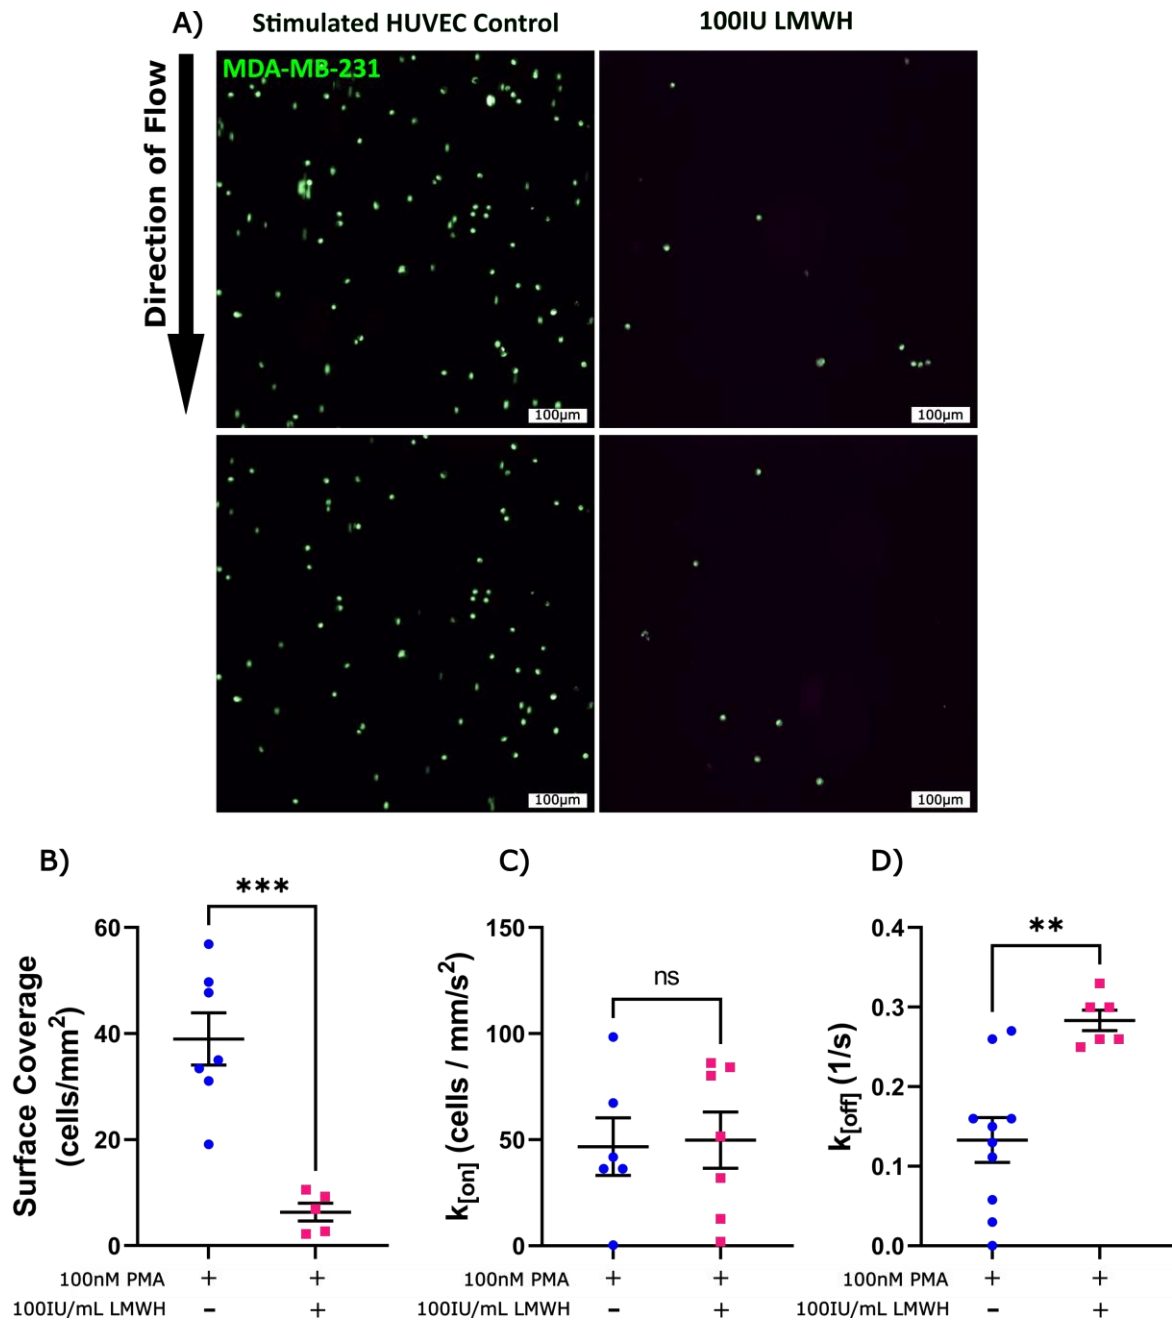 A)
Stimulated HUVEC Control
100IU LMWH
Direction of Flow
MDA-MB-231
100µm
100µm
100µm
100µm
B)
***
Surface Coverage
(cells/mm²)
60
40
20
0
100nM PMA + +
100IU/mL LMWH - +
C)
ns
k[on] (cells / mm/s²)
150
100
50
0
+ +
- +
100nM PMA
100IU/mL LMWH
D)
**
k[off] (1/s)
0.4
0.3
0.2
0.1
0.0
100nM PMA + +
100IU/mL LMWH - +